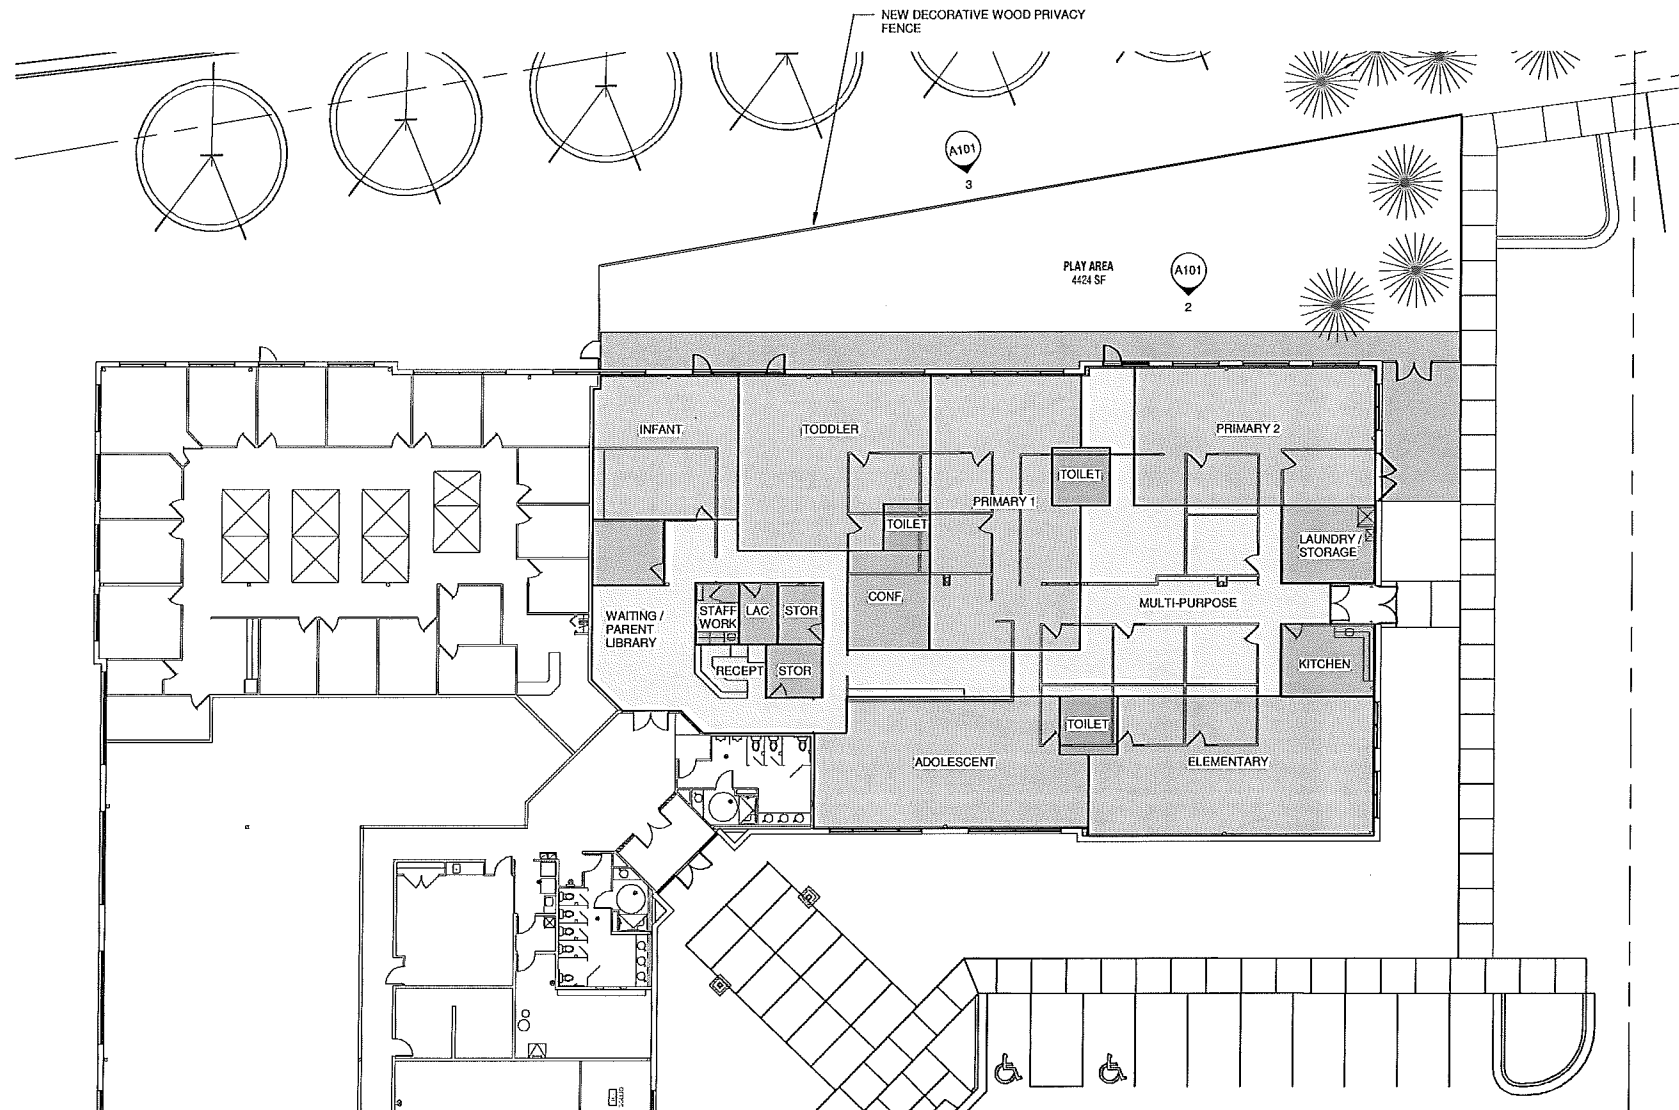 NEW DECORATIVE WOOD PRIVACY
FENCE
A101
3
PLAY AREA
4424 SF
A101
2
INFANT
TODDLER
PRIMARY 2
TOILET
PRIMARY 1
TOILET
LAUNDRY /
STORAGE
CONF
MULTI-PURPOSE
WAITING /
PARENT
LIBRARY
STAFF
WORK
LAC
STOR
RECEPT
STOR
KITCHEN
TOILET
ADOLESCENT
ELEMENTARY